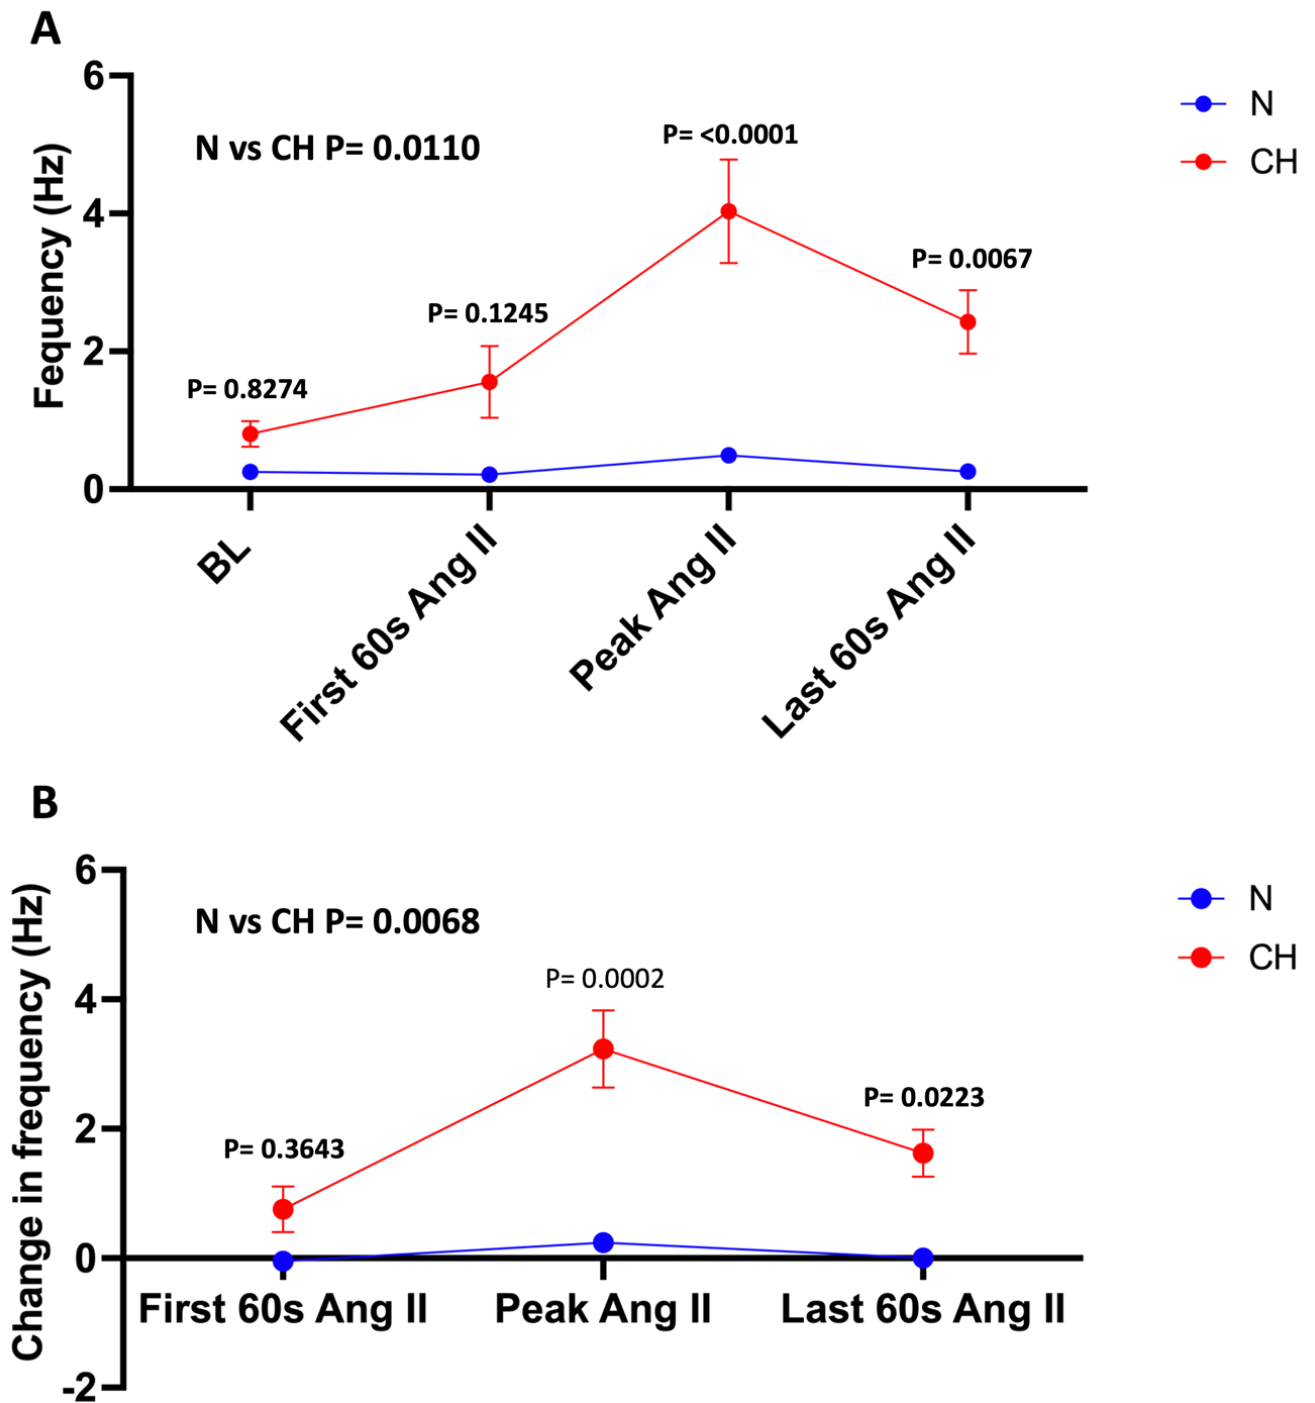 A
6
4
2
0
Fequency (Hz)
N vs CH P= 0.0110
P= 0.8274
P= 0.1245
P= <0.0001
P= 0.0067
N
CH
BL
First 60s Ang II
Peak Ang II
Last 60s Ang II
B
6
4
2
0
-2
Change in frequency (Hz)
N vs CH P= 0.0068
P= 0.3643
P= 0.0002
P= 0.0223
N
CH
First 60s Ang II
Peak Ang II
Last 60s Ang II